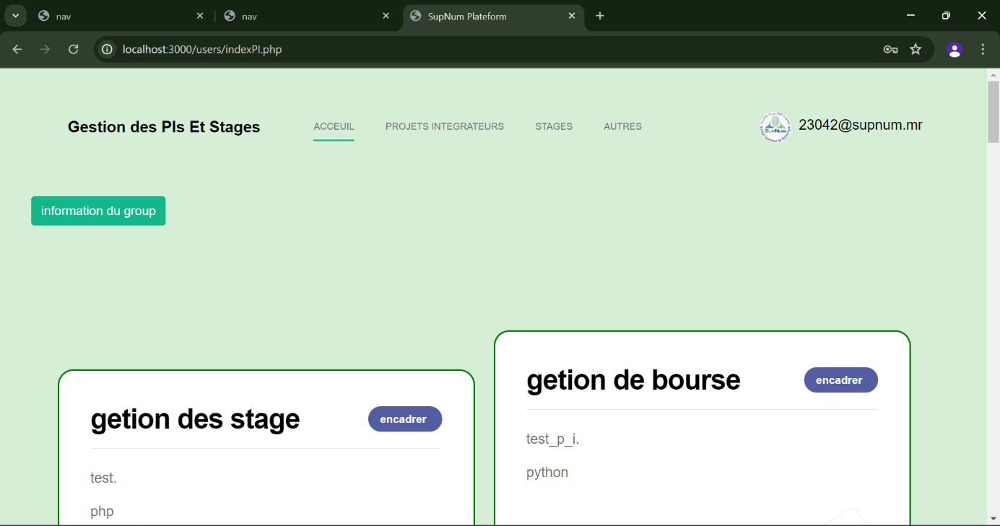 nav
nav
SupNum Plateform
localhost:3000/users/indexPI.php
Gestion des PIs Et Stages
ACCEUIL
PROJETS INTEGRATEURS
STAGES
AUTRES
SupNum
23042@supnum.mr
information du group
getion des stage
encadrer
test.
php
getion de bourse
encadrer
test_p_i.
python